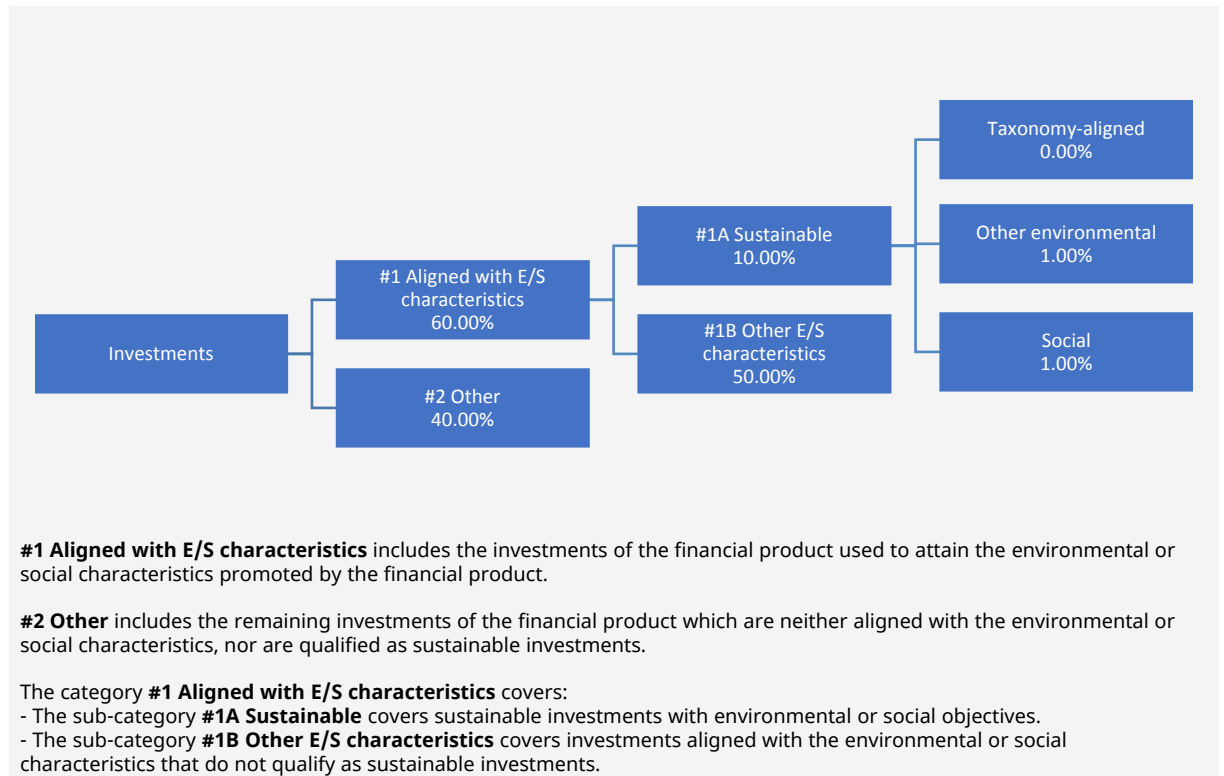 Investments
#1 Aligned with E/S
characteristics
60.00%
#2 Other
40.00%
#1A Sustainable
10.00%
#1B Other E/S
characteristics
50.00%
Taxonomy-aligned
0.00%
Other environmental
1.00%
Social
1.00%
#1 Aligned with E/S characteristics includes the investments of the financial product used to attain the environmental or
social characteristics promoted by the financial product.
#2 Other includes the remaining investments of the financial product which are neither aligned with the environmental or
social characteristics, nor are qualified as sustainable investments.
The category #1 Aligned with E/S characteristics covers:
- The sub-category #1A Sustainable covers sustainable investments with environmental or social objectives.
- The sub-category #1B Other E/S characteristics covers investments aligned with the environmental or social
characteristics that do not qualify as sustainable investments.